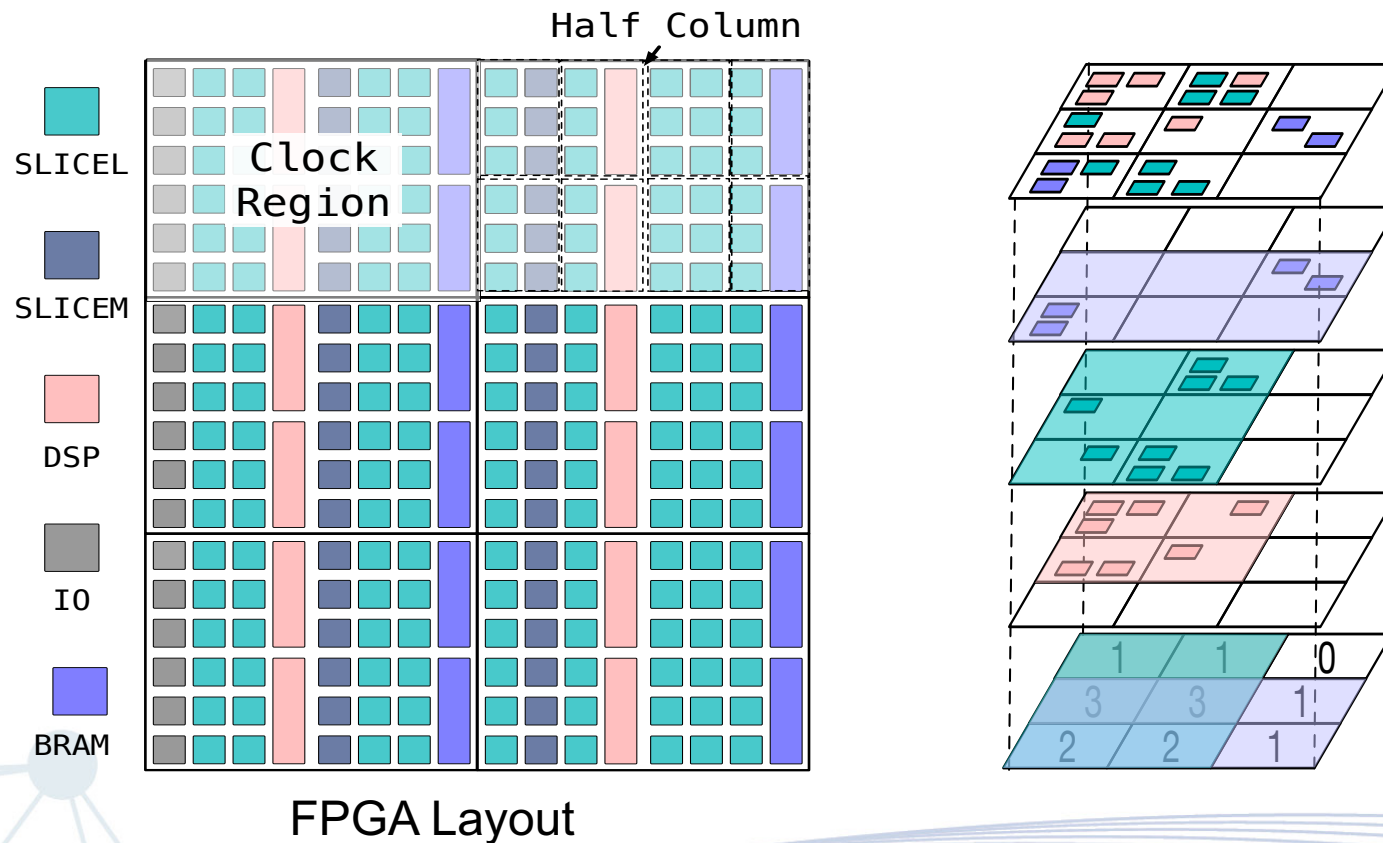 Half Column
SLICEL
SLICEM
DSP
IO
BRAM
Clock
Region
FPGA Layout
1 1 0
3 3 1
2 2 1